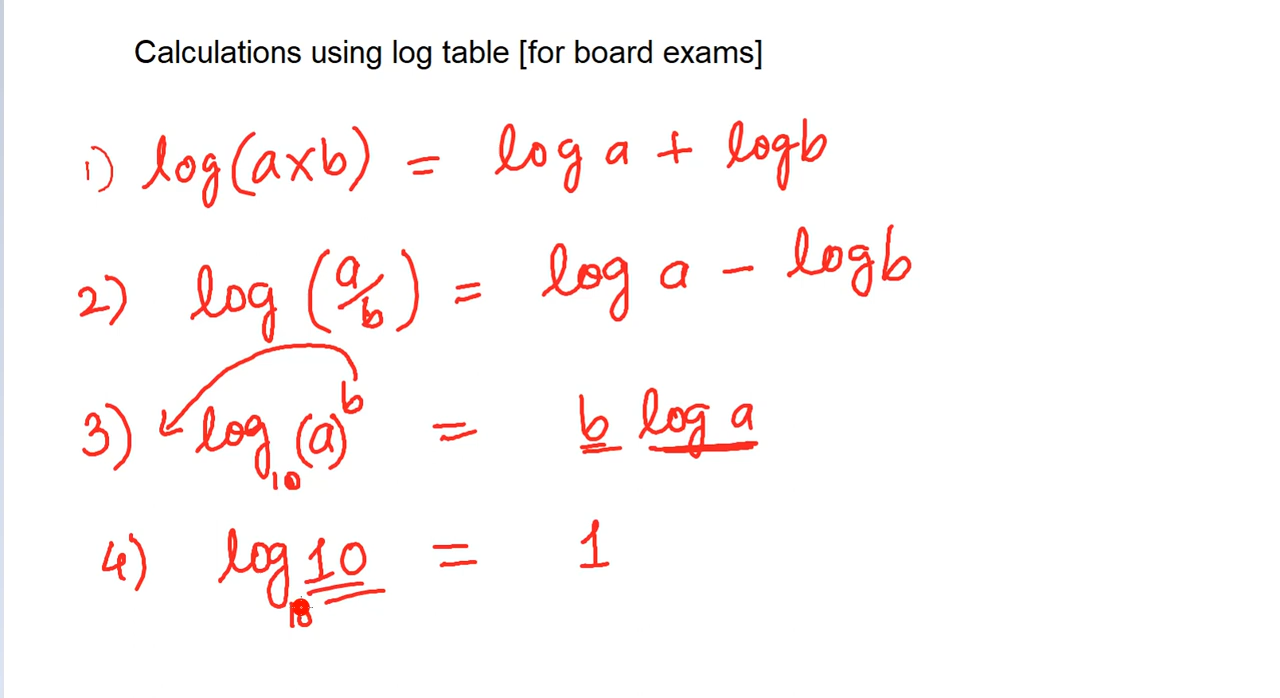 Calculations using log table [for board exams]
1) log(a×b) = log a + log b
2) log (a/b) = log a - log b
3) log₁₀(a)ᵇ = b log a
4) log₁₀ 10 = 1